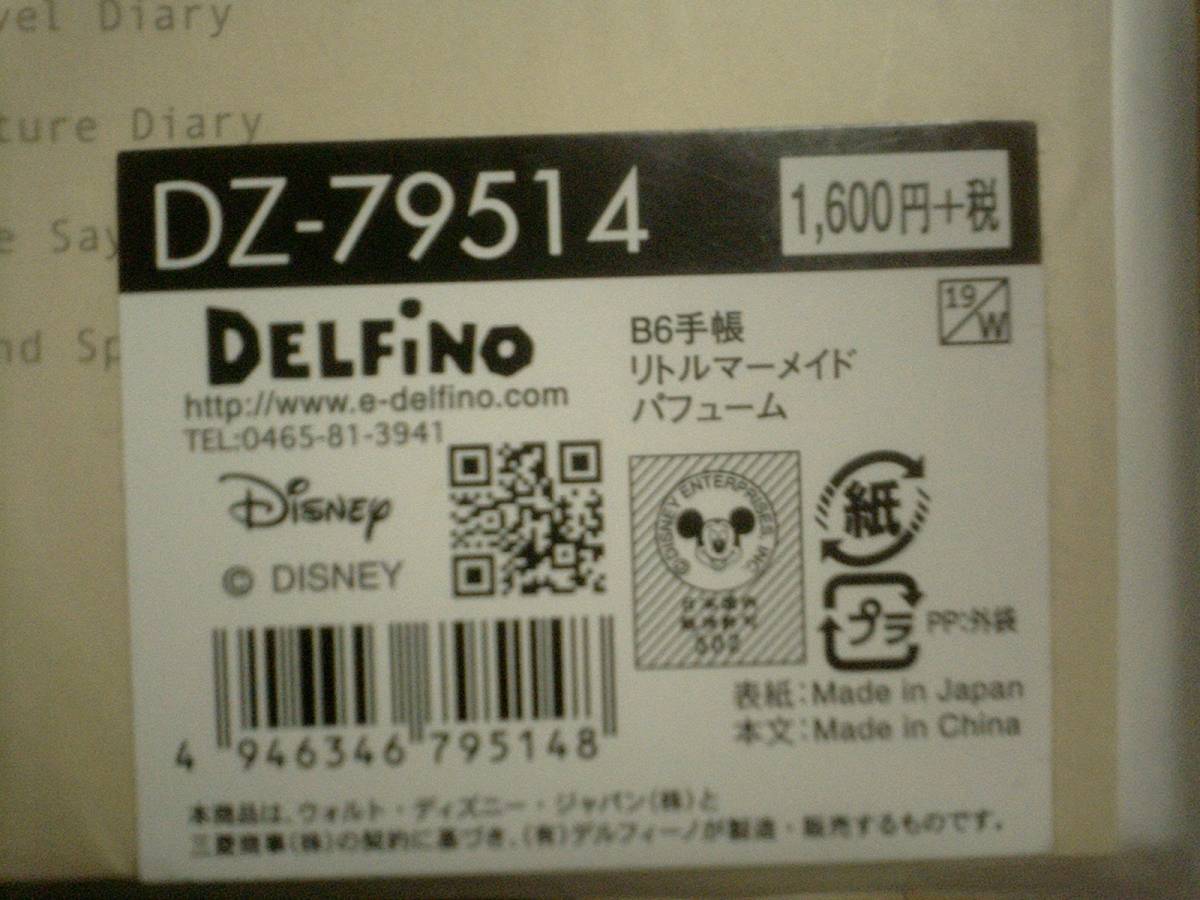 vel Diary
ture Diary
e Say
nd Sp
DZ-79514
1,600円+税
19/W
DELFiNO
http://www.e-delfino.com
TEL:0465-81-3941
B6手帳
リトルマーメイド
パフューム
Disney
© DISNEY
©DISNEY ENTERPRISES, INC
紙
プラ
PP:外袋
表紙:Made in Japan
本文:Made in China
4 946346 795148
本商品は、ウォルト・ディズニー・ジャパン(株)と
三菱商事(株)の契約に基づき、(有)デルフィーノが製造・販売するものです。